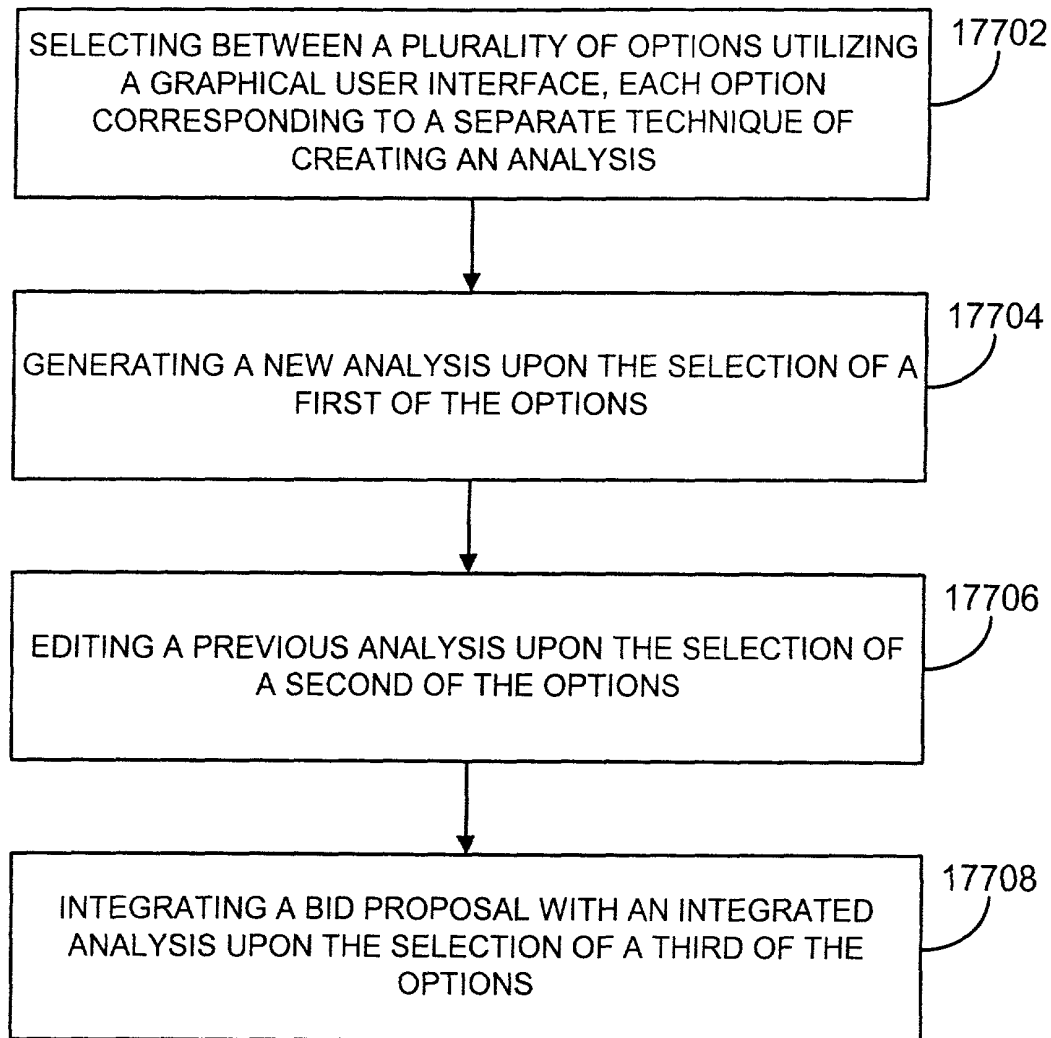 SELECTING BETWEEN A PLURALITY OF OPTIONS UTILIZING
A GRAPHICAL USER INTERFACE, EACH OPTION
CORRESPONDING TO A SEPARATE TECHNIQUE OF
CREATING AN ANALYSIS
17702
GENERATING A NEW ANALYSIS UPON THE SELECTION OF A
FIRST OF THE OPTIONS
17704
EDITING A PREVIOUS ANALYSIS UPON THE SELECTION OF
A SECOND OF THE OPTIONS
17706
INTEGRATING A BID PROPOSAL WITH AN INTEGRATED
ANALYSIS UPON THE SELECTION OF A THIRD OF THE
OPTIONS
17708